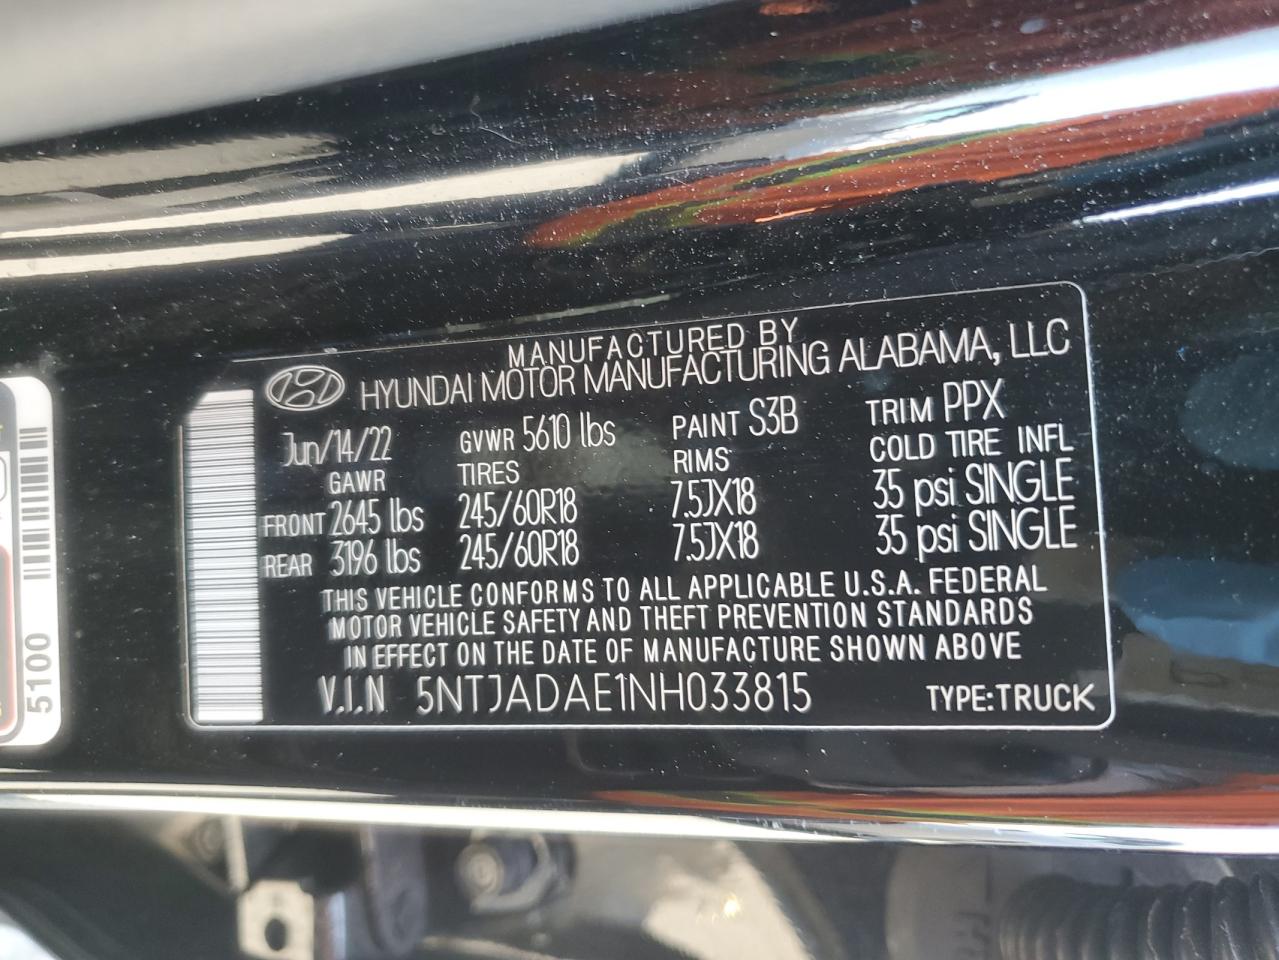 MANUFACTURED BY
HYUNDAI MOTOR MANUFACTURING ALABAMA, LLC
Jun/14/22 GVWR 5610 lbs PAINT S3B TRIM PPX
GAWR TIRES RIMS COLD TIRE INFL
FRONT 2645 lbs 245/60R18 7.5JX18 35 psi SINGLE
REAR 3196 lbs 245/60R18 7.5JX18 35 psi SINGLE
THIS VEHICLE CONFORMS TO ALL APPLICABLE U.S.A. FEDERAL
MOTOR VEHICLE SAFETY AND THEFT PREVENTION STANDARDS
IN EFFECT ON THE DATE OF MANUFACTURE SHOWN ABOVE
V.I.N 5NTJADAE1NH033815 TYPE:TRUCK
5100